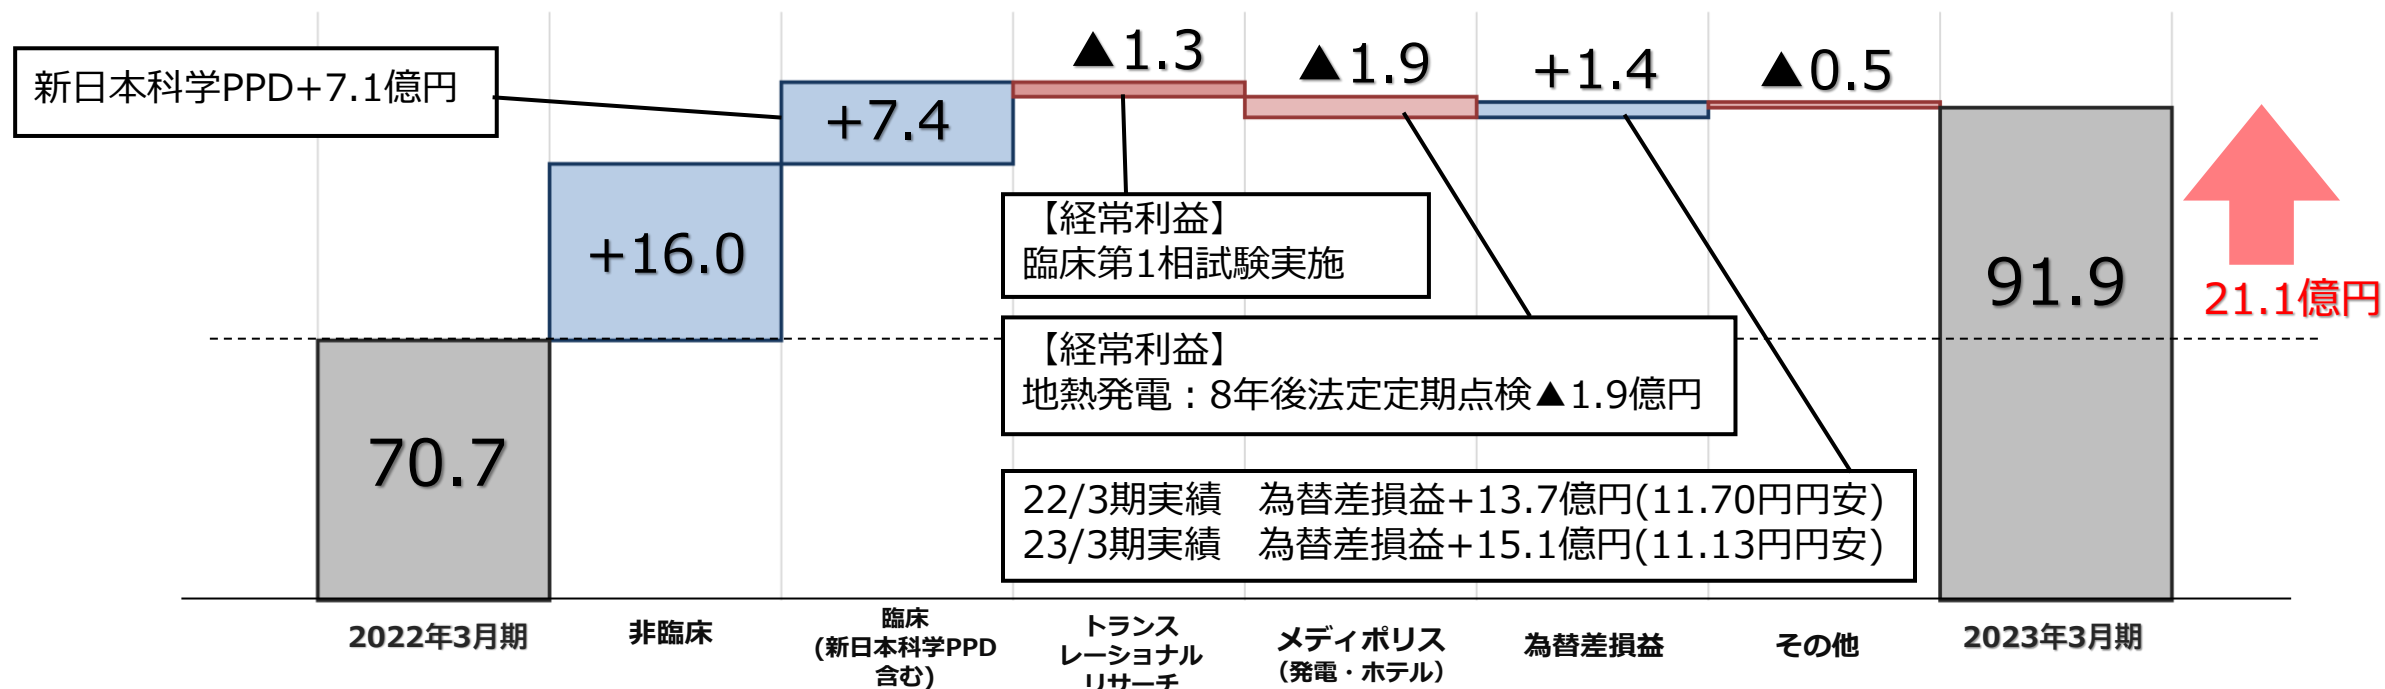 新日本科学PPD+7.1億円
+16.0
+7.4
▲1.3
▲1.9
+1.4
▲0.5
70.7
91.9
21.1億円
【経常利益】
臨床第1相試験実施
【経常利益】
地熱発電：8年後法定定期点検▲1.9億円
22/3期実績　為替差損益+13.7億円(11.70円円安)
23/3期実績　為替差損益+15.1億円(11.13円円安)
2022年3月期
非臨床
臨床
(新日本科学PPD
含む)
トランス
レーショナル
リサーチ
メディポリス
（発電・ホテル）
為替差損益
その他
2023年3月期